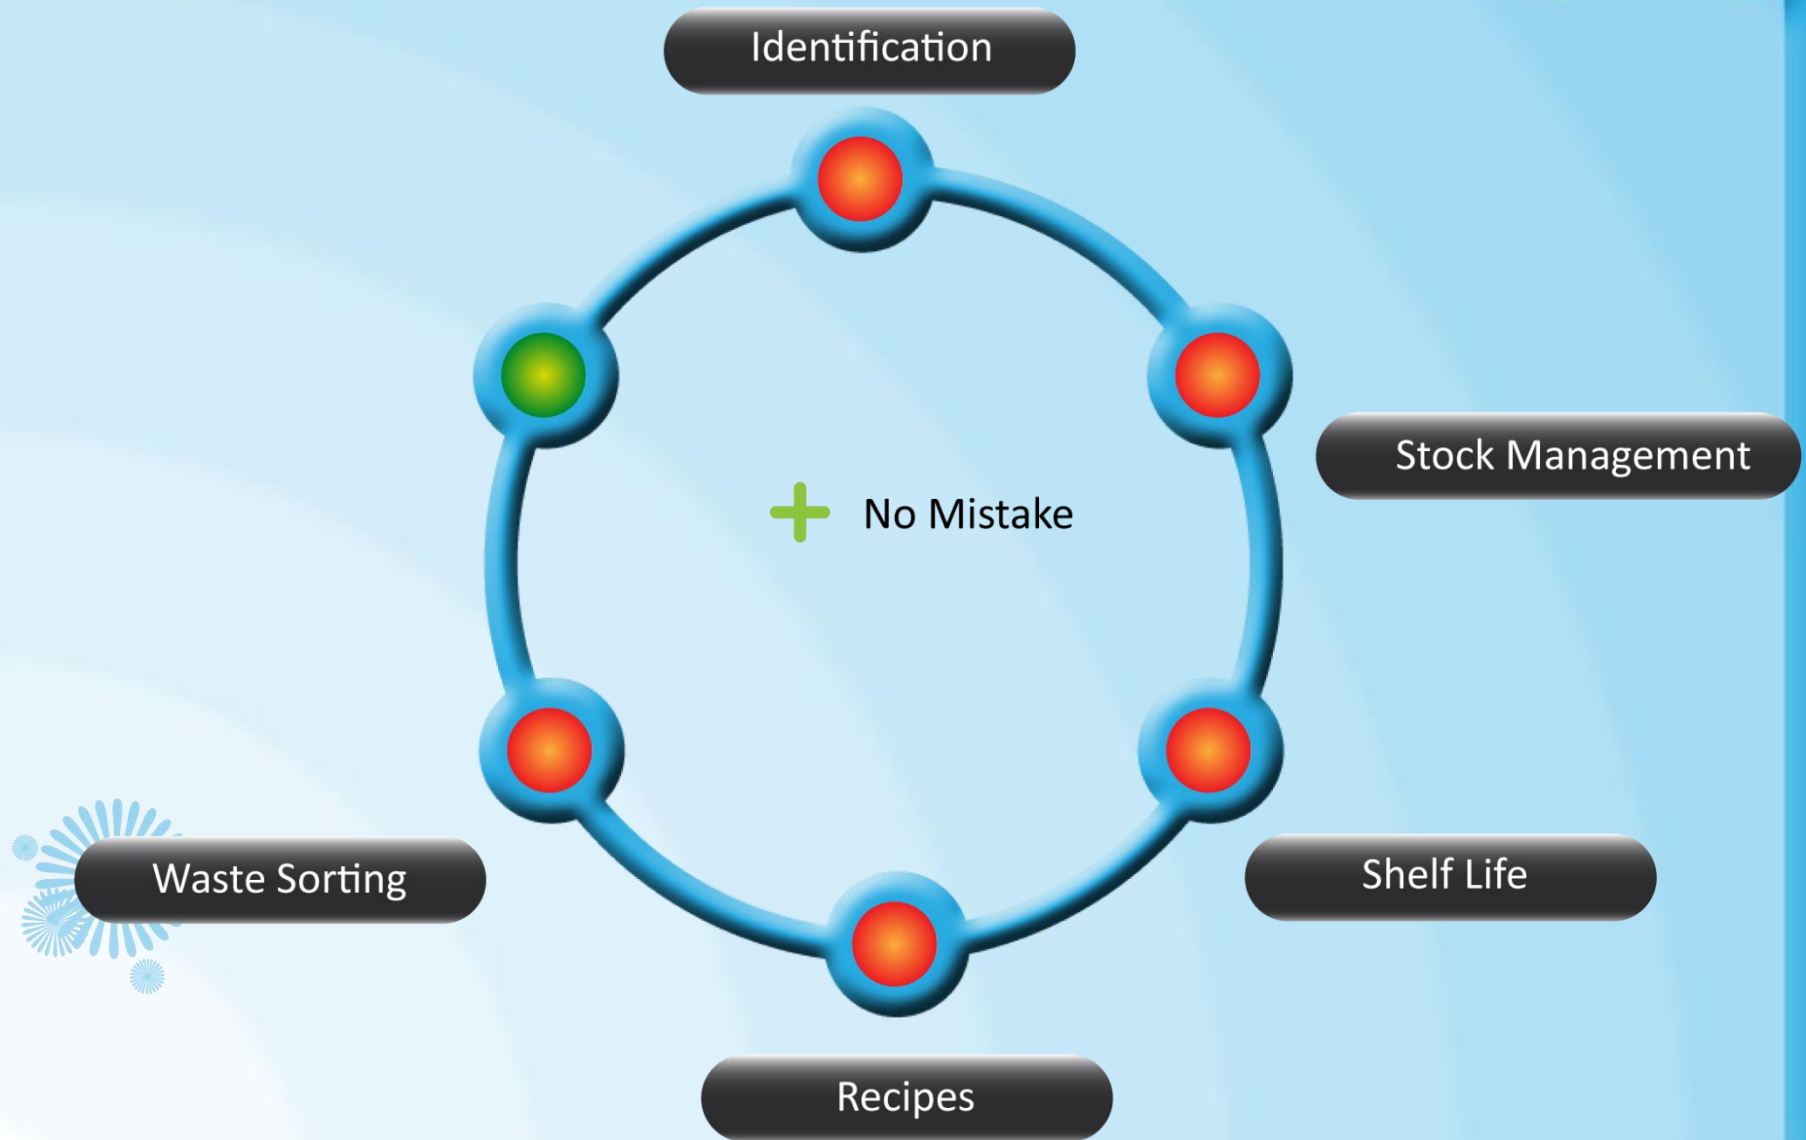 Identification
Stock Management
No Mistake
Shelf Life
Waste Sorting
Recipes